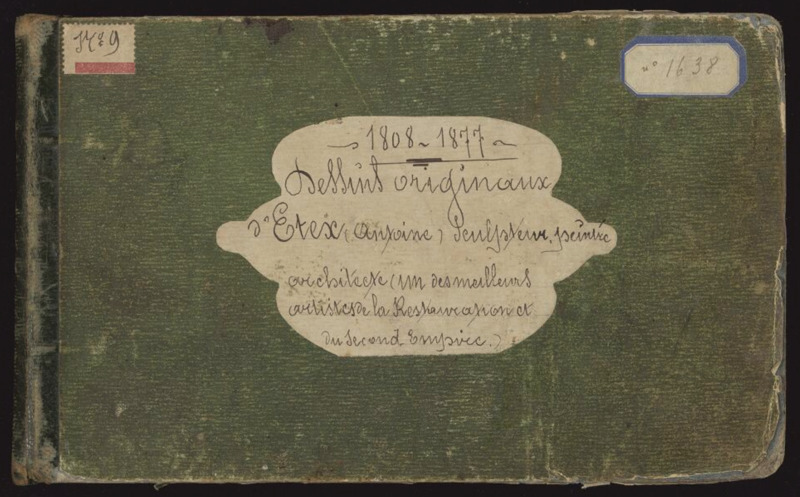 n° 1638
1808 ~ 1877
Dessins originaux
d'Etex (Antoine) Sculpteur, peintre
architecte (un des meilleurs
artistes de la Restauration et
du Second Empire.)